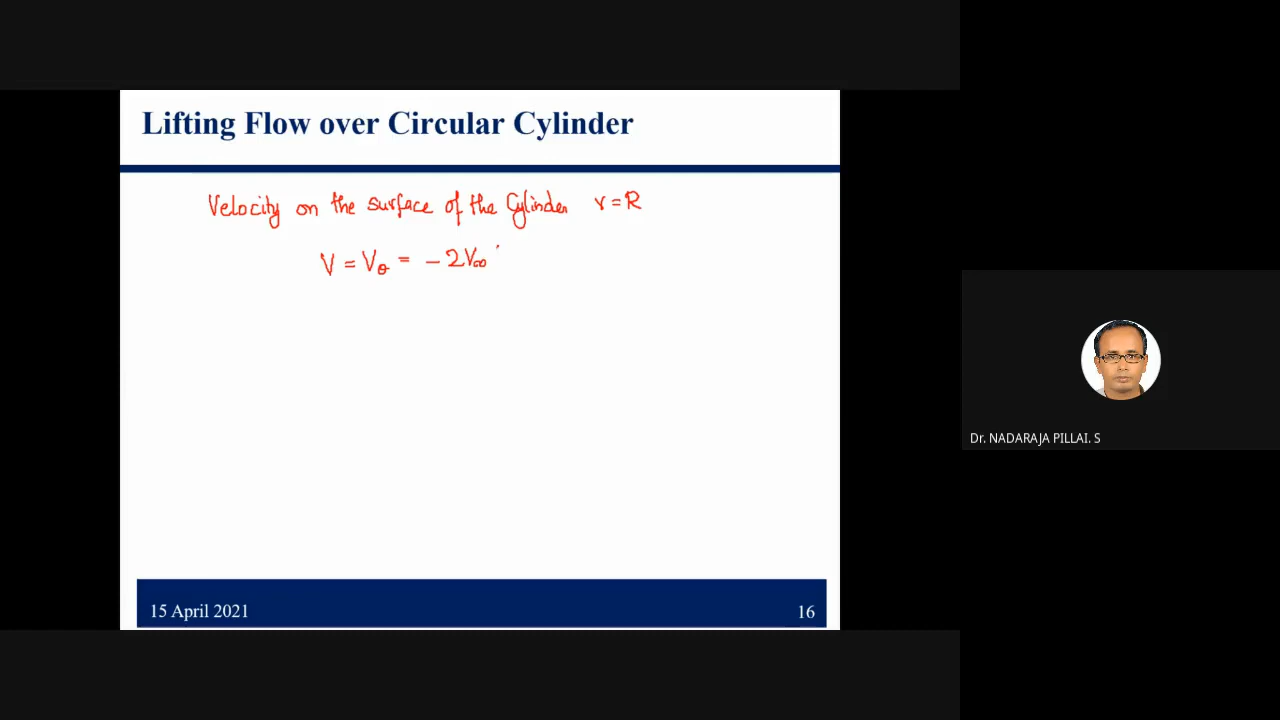 Lifting Flow over Circular Cylinder
Velocity on the surface of the Cylinder r = R
V = Vθ = − 2V∞
15 April 2021
16
Dr. NADARAJA PILLAI. S